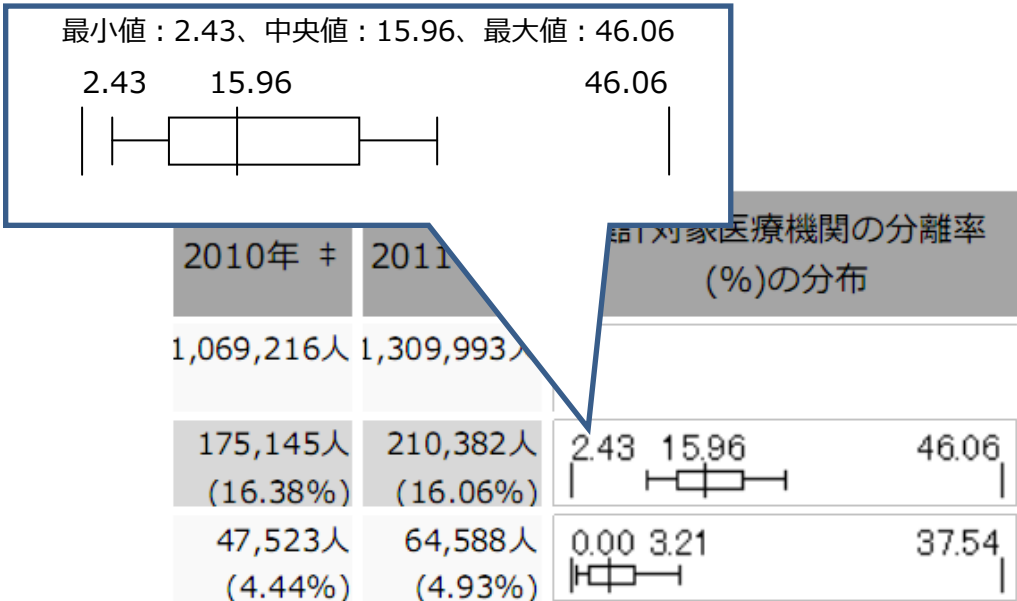 最小値：2.43、中央値：15.96、最大値：46.06
2.43 15.96 46.06
2010年 ‡ 2011 計対象医療機関の分離率
(%)の分布
1,069,216人 1,309,993人
175,145人 210,382人 2.43 15.96 46.06
(16.38%) (16.06%)
47,523人 64,588人 0.00 3.21 37.54
(4.44%) (4.93%)